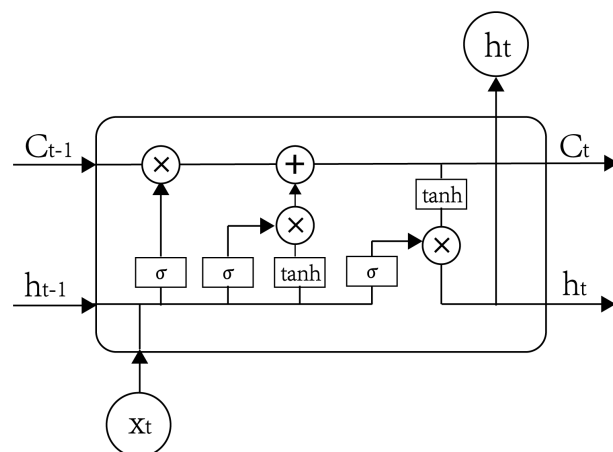 ht
Ct-1
×
+
Ct
tanh
×
×
σ
σ
tanh
σ
ht-1
ht
xt